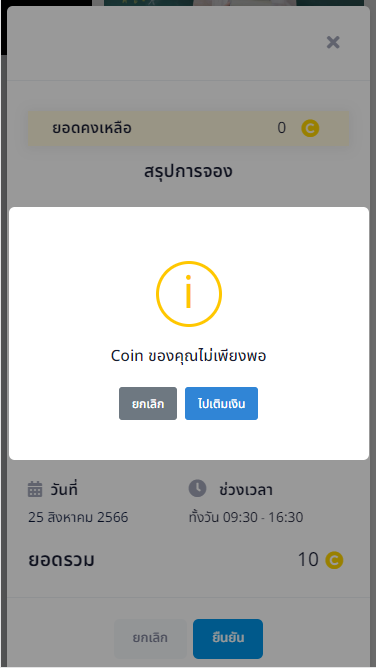 ยอดคงเหลือ 0 C
สรุปการจอง
i
Coin ของคุณไม่เพียงพอ
ยกเลิก ไปเติมเงิน
วันที่ ช่วงเวลา
25 สิงหาคม 2566 ทั้งวัน 09:30 - 16:30
ยอดรวม 10 C
ยกเลิก ยืนยัน